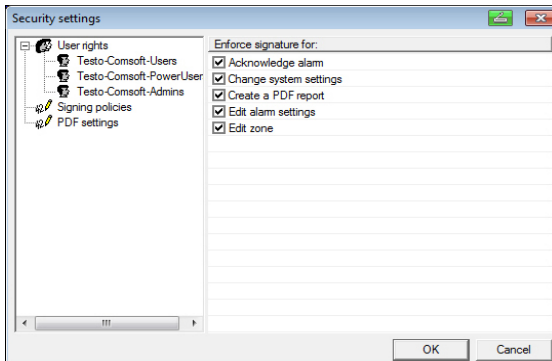 Security settings
User rights
Testo-Comsoft-Users
Testo-Comsoft-PowerUser
Testo-Comsoft-Admins
Signing policies
PDF settings
Enforce signature for:
Acknowledge alarm
Change system settings
Create a PDF report
Edit alarm settings
Edit zone
OK
Cancel